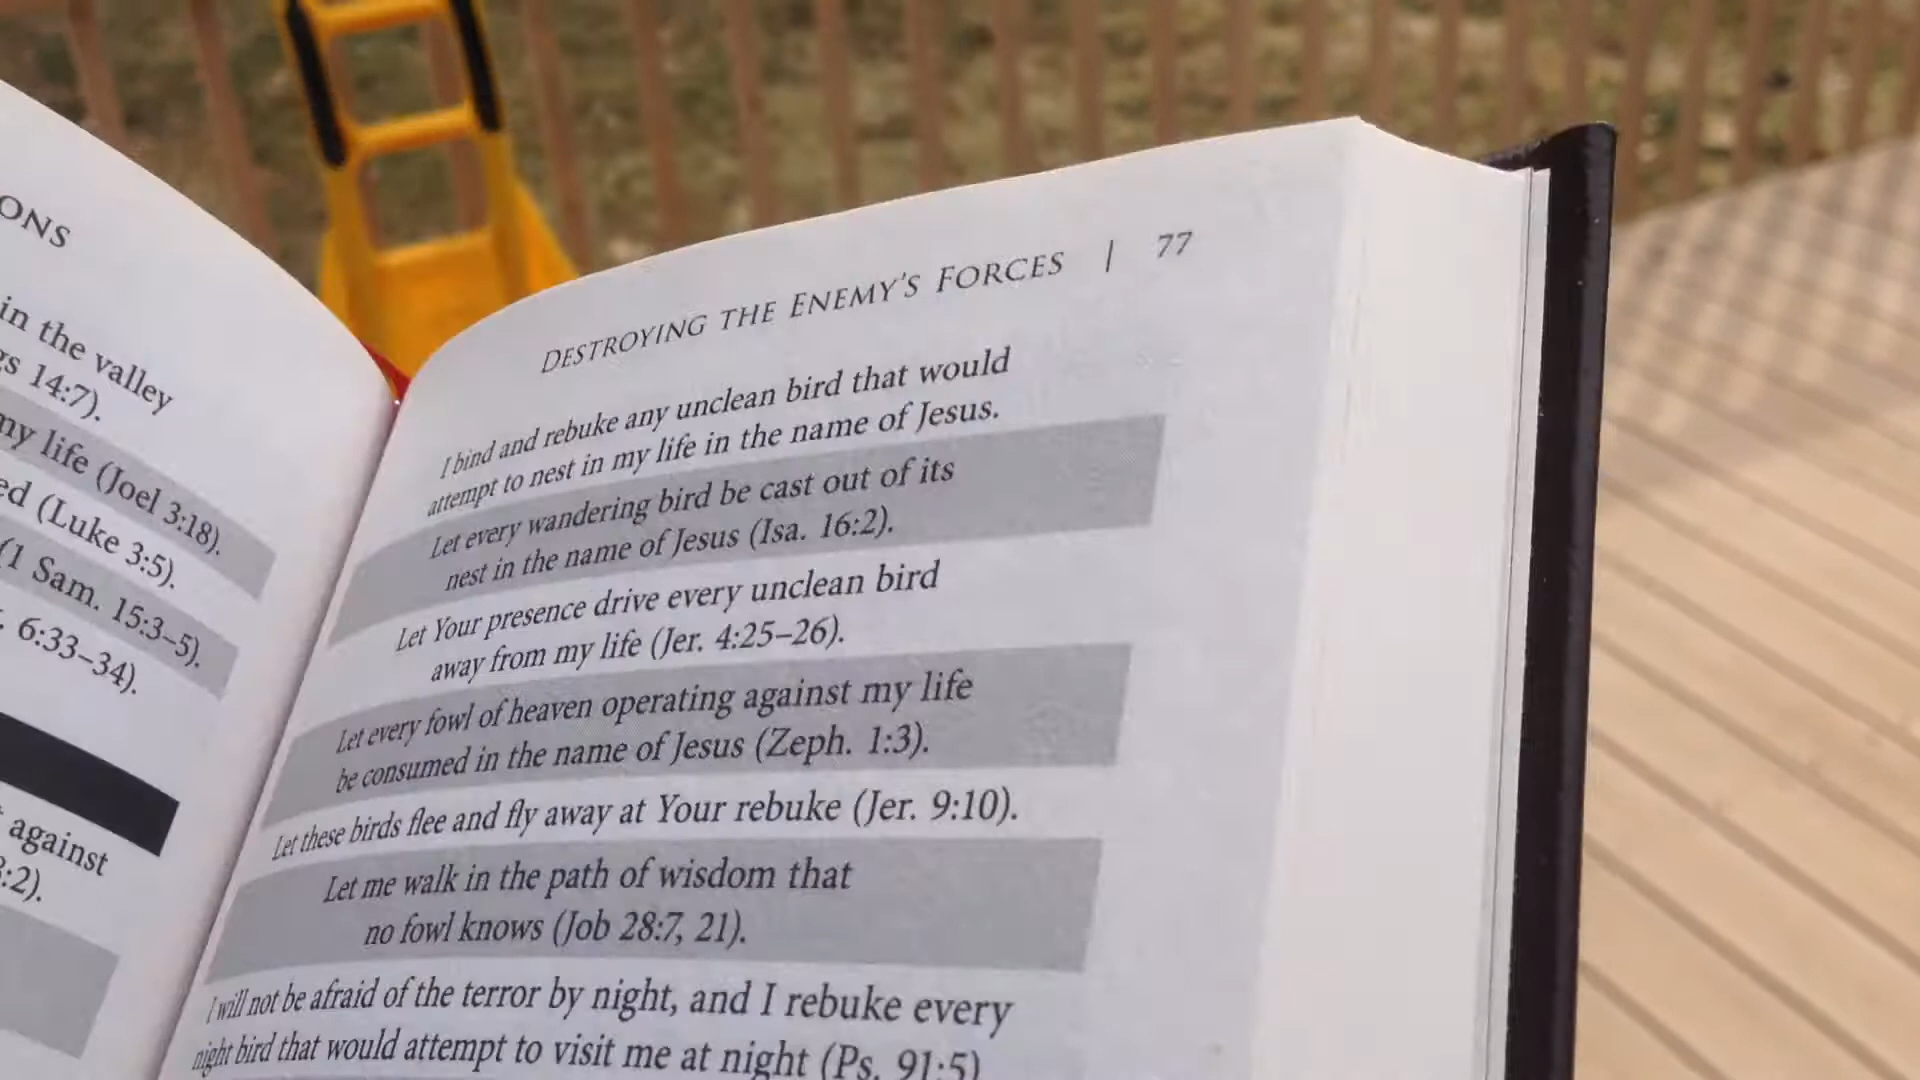 ONS
in the valley
gs 14:7).
my life (Joel 3:18).
ed (Luke 3:5).
(1 Sam. 15:3–5).
. 6:33–34).
against
:2).
DESTROYING THE ENEMY'S FORCES | 77
I bind and rebuke any unclean bird that would
attempt to nest in my life in the name of Jesus.
Let every wandering bird be cast out of its
nest in the name of Jesus (Isa. 16:2).
Let Your presence drive every unclean bird
away from my life (Jer. 4:25–26).
Let every fowl of heaven operating against my life
be consumed in the name of Jesus (Zeph. 1:3).
Let these birds flee and fly away at Your rebuke (Jer. 9:10).
Let me walk in the path of wisdom that
no fowl knows (Job 28:7, 21).
I will not be afraid of the terror by night, and I rebuke every
night bird that would attempt to visit me at night (Ps. 91:5)